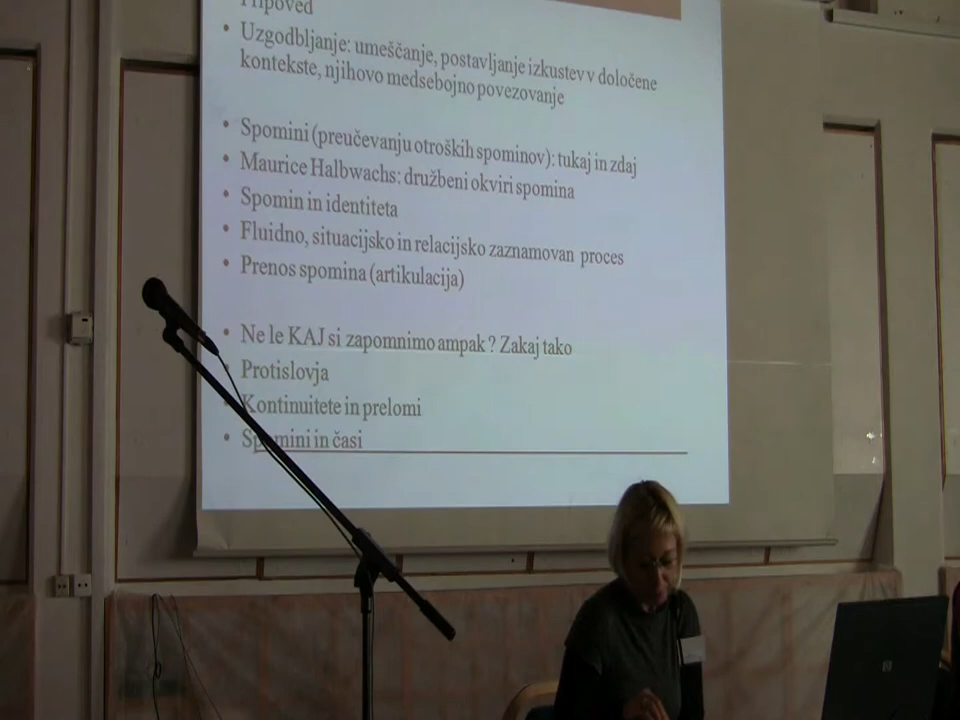 Pripoved
• Uzgodbljanje: umeščanje, postavljanje izkustev v določene
kontekste, njihovo medsebojno povezovanje
• Spomini (preučevanju otroških spominov): tukaj in zdaj
• Maurice Halbwachs: družbeni okviri spomina
• Spomin in identiteta
• Fluidno, situacijsko in relacijsko zaznamovan proces
• Prenos spomina (artikulacija)
• Ne le KAJ si zapomnimo ampak ? Zakaj tako
• Protislovja
• Kontinuitete in prelomi
• Spomini in časi
hp